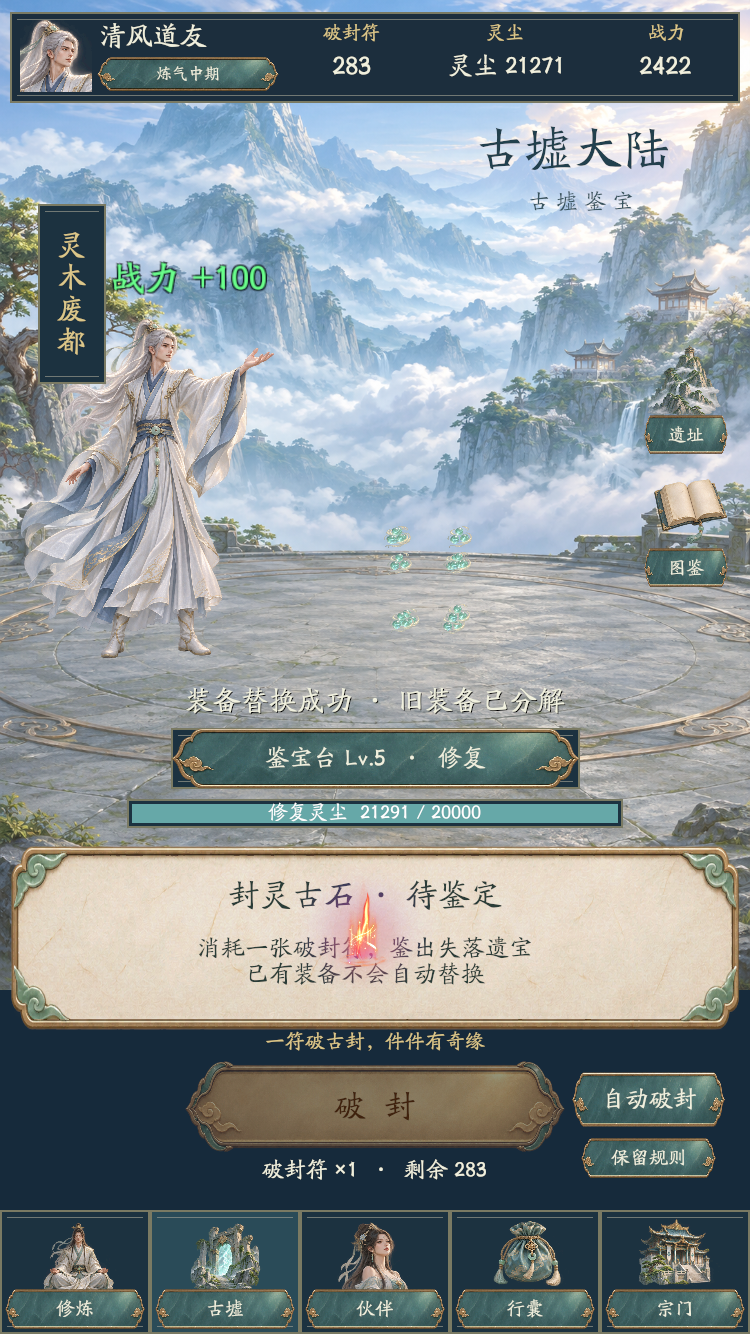 清风道友
炼气中期
破封符
283
灵尘
灵尘 21271
战力
2422
古墟大陆
古墟鉴宝
灵木废都
战力 +100
遗址
图鉴
装备替换成功 · 旧装备已分解
鉴宝台 Lv.5 · 修复
修复灵尘 21291 / 20000
封灵古石 · 待鉴定
消耗一张破封符，鉴出失落遗宝
已有装备不会自动替换
一符破古封，件件有奇缘
破封
自动破封
破封符 ×1 · 剩余 283
保留规则
修炼
古墟
伙伴
行囊
宗门